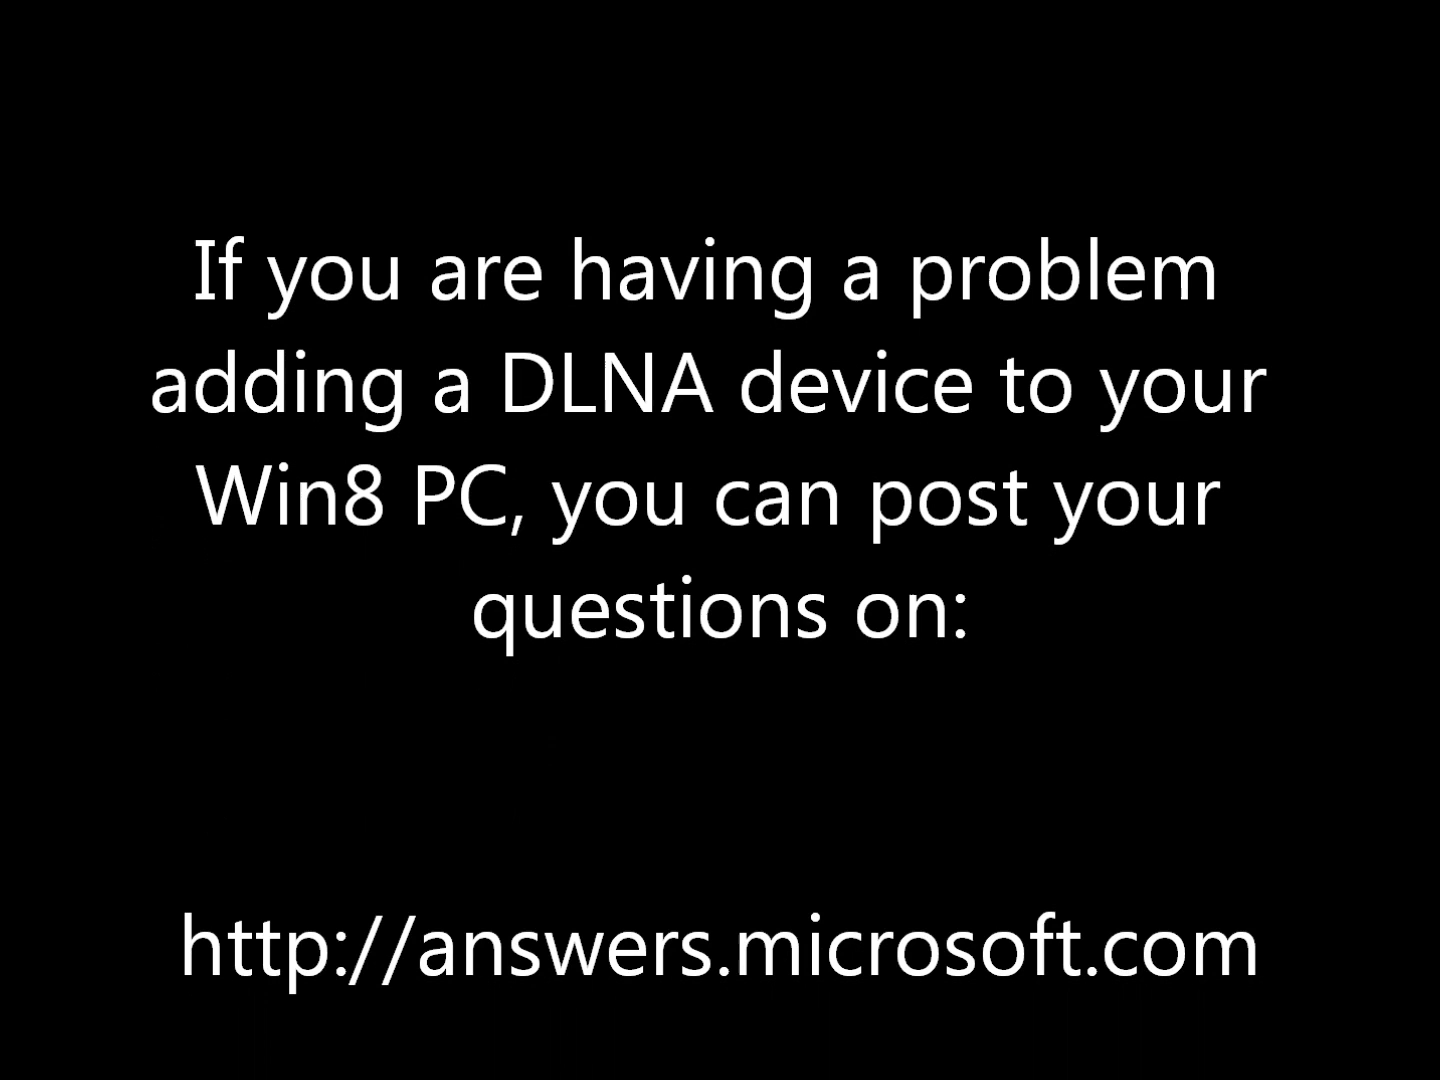 If you are having a problem
adding a DLNA device to your
Win8 PC, you can post your
questions on:
http://answers.microsoft.com